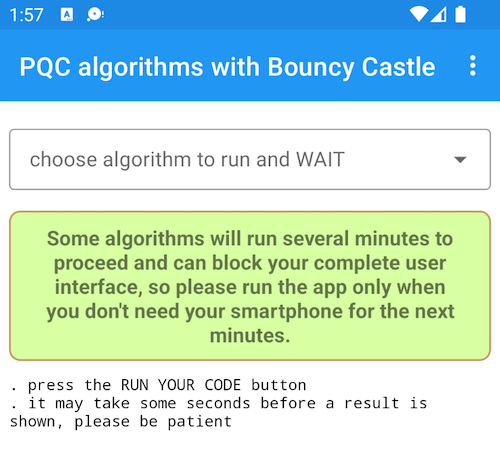 1:57
PQC algorithms with Bouncy Castle
choose algorithm to run and WAIT
Some algorithms will run several minutes to
proceed and can block your complete user
interface, so please run the app only when
you don't need your smartphone for the next
minutes.
. press the RUN YOUR CODE button
. it may take some seconds before a result is
shown, please be patient